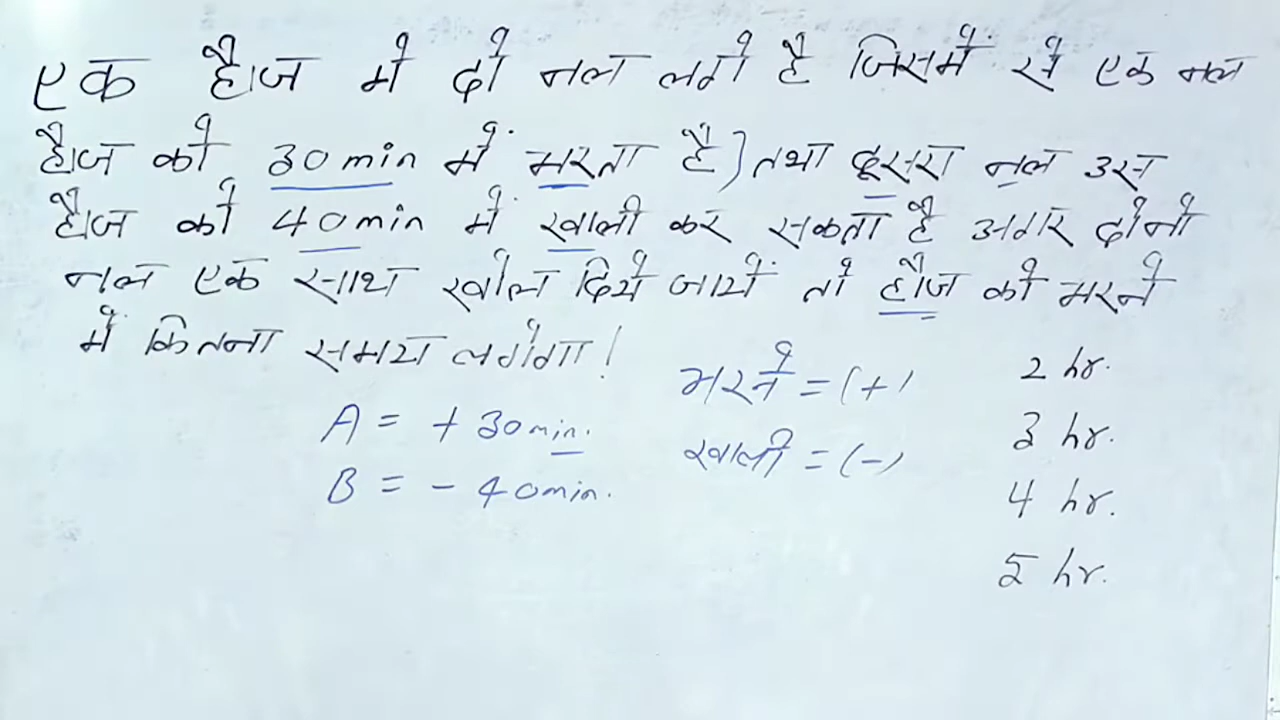 एक हौज में दो नल लगे है जिसमें से एक नल
हौज को 30 min में भरता है) तथा दूसरा नल उस
हौज को 40 min में खाली कर सकता है अगर दोनो
नल एक साथ खोल दिये जायें तो हौज को भरने
में कितना समय लगेगा!
भरने = (+)
खाली = (-)
A = + 30 min.
B = - 40 min.
2 hr.
3 hr.
4 hr.
5 hr.